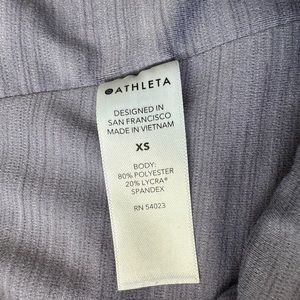 ATHLETA
DESIGNED IN
SAN FRANCISCO
MADE IN VIETNAM
XS
BODY:
80% POLYESTER
20% LYCRA®
SPANDEX
RN 54023